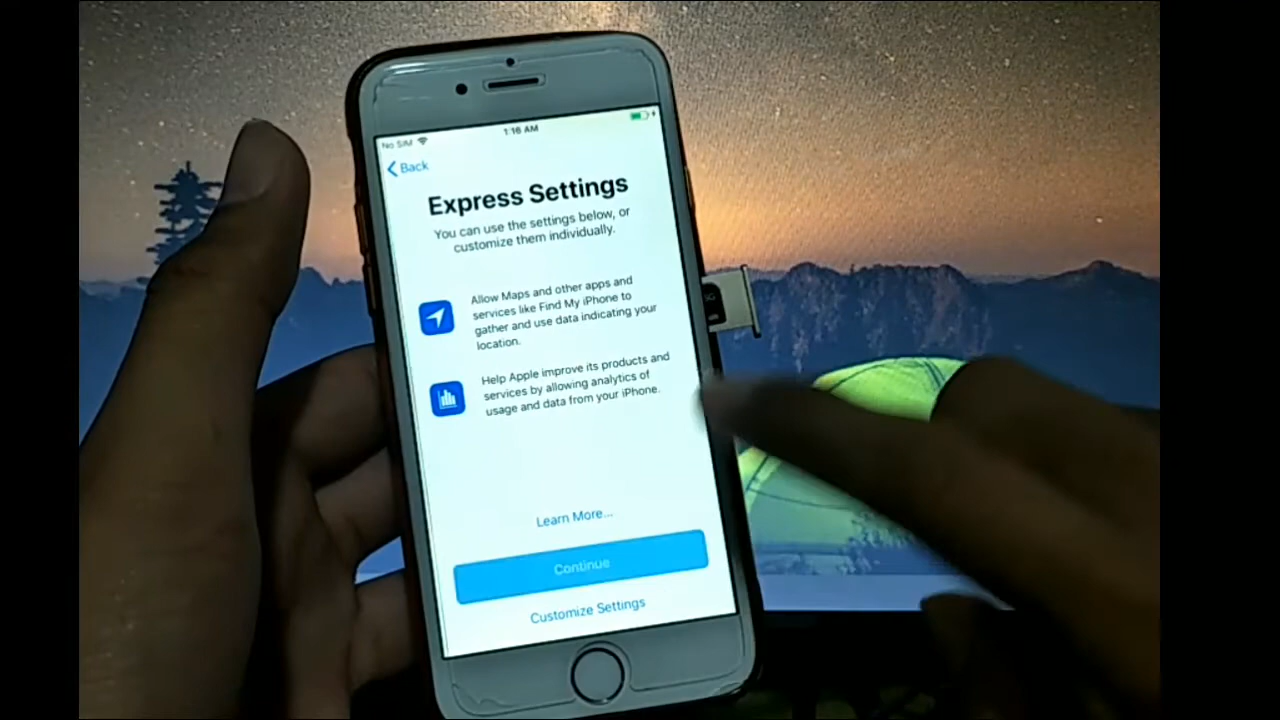 No SIM
1:16 AM
Back
Express Settings
You can use the settings below, or
customize them individually.
Allow Maps and other apps and
services like Find My iPhone to
gather and use data indicating your
location.
Help Apple improve its products and
services by allowing analytics of
usage and data from your iPhone.
Learn More...
Continue
Customize Settings